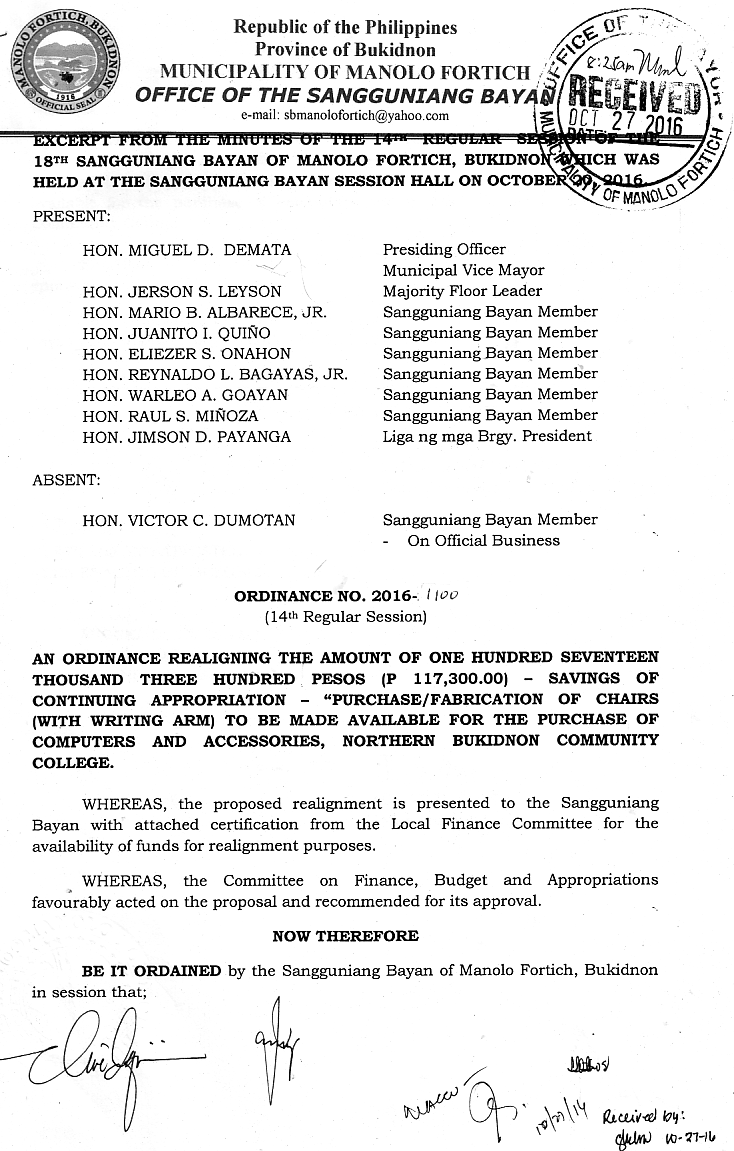 MANOLO FORTICH, BUKIDNON
1918
OFFICIAL SEAL
Republic of the Philippines
Province of Bukidnon
MUNICIPALITY OF MANOLO FORTICH
OFFICE OF THE SANGGUNIANG BAYAN
e-mail: sbmanolofortich@yahoo.com
OFFICE OF
8:25am
RECEIVED
OCT 27 2016
DATE
MUNICIPALITY OF MANOLO FORTICH
EXCERPT FROM THE MINUTES OF THE 14TH REGULAR SESSION OF THE
18TH SANGGUNIANG BAYAN OF MANOLO FORTICH, BUKIDNON WHICH WAS
HELD AT THE SANGGUNIANG BAYAN SESSION HALL ON OCTOBER 2016.
PRESENT:
HON. MIGUEL D. DEMATA Presiding Officer
Municipal Vice Mayor
HON. JERSON S. LEYSON Majority Floor Leader
HON. MARIO B. ALBARECE, JR. Sangguniang Bayan Member
HON. JUANITO I. QUIÑO Sangguniang Bayan Member
HON. ELIEZER S. ONAHON Sangguniang Bayan Member
HON. REYNALDO L. BAGAYAS, JR. Sangguniang Bayan Member
HON. WARLEO A. GOAYAN Sangguniang Bayan Member
HON. RAUL S. MIÑOZA Sangguniang Bayan Member
HON. JIMSON D. PAYANGA Liga ng mga Brgy. President
ABSENT:
HON. VICTOR C. DUMOTAN Sangguniang Bayan Member
- On Official Business
ORDINANCE NO. 2016- 1100
(14th Regular Session)
AN ORDINANCE REALIGNING THE AMOUNT OF ONE HUNDRED SEVENTEEN
THOUSAND THREE HUNDRED PESOS (P 117,300.00) – SAVINGS OF
CONTINUING APPROPRIATION – “PURCHASE/FABRICATION OF CHAIRS
(WITH WRITING ARM) TO BE MADE AVAILABLE FOR THE PURCHASE OF
COMPUTERS AND ACCESSORIES, NORTHERN BUKIDNON COMMUNITY
COLLEGE.
WHEREAS, the proposed realignment is presented to the Sangguniang
Bayan with attached certification from the Local Finance Committee for the
availability of funds for realignment purposes.
WHEREAS, the Committee on Finance, Budget and Appropriations
favourably acted on the proposal and recommended for its approval.
NOW THEREFORE
BE IT ORDAINED by the Sangguniang Bayan of Manolo Fortich, Bukidnon
in session that;
Received by:
10-27-16